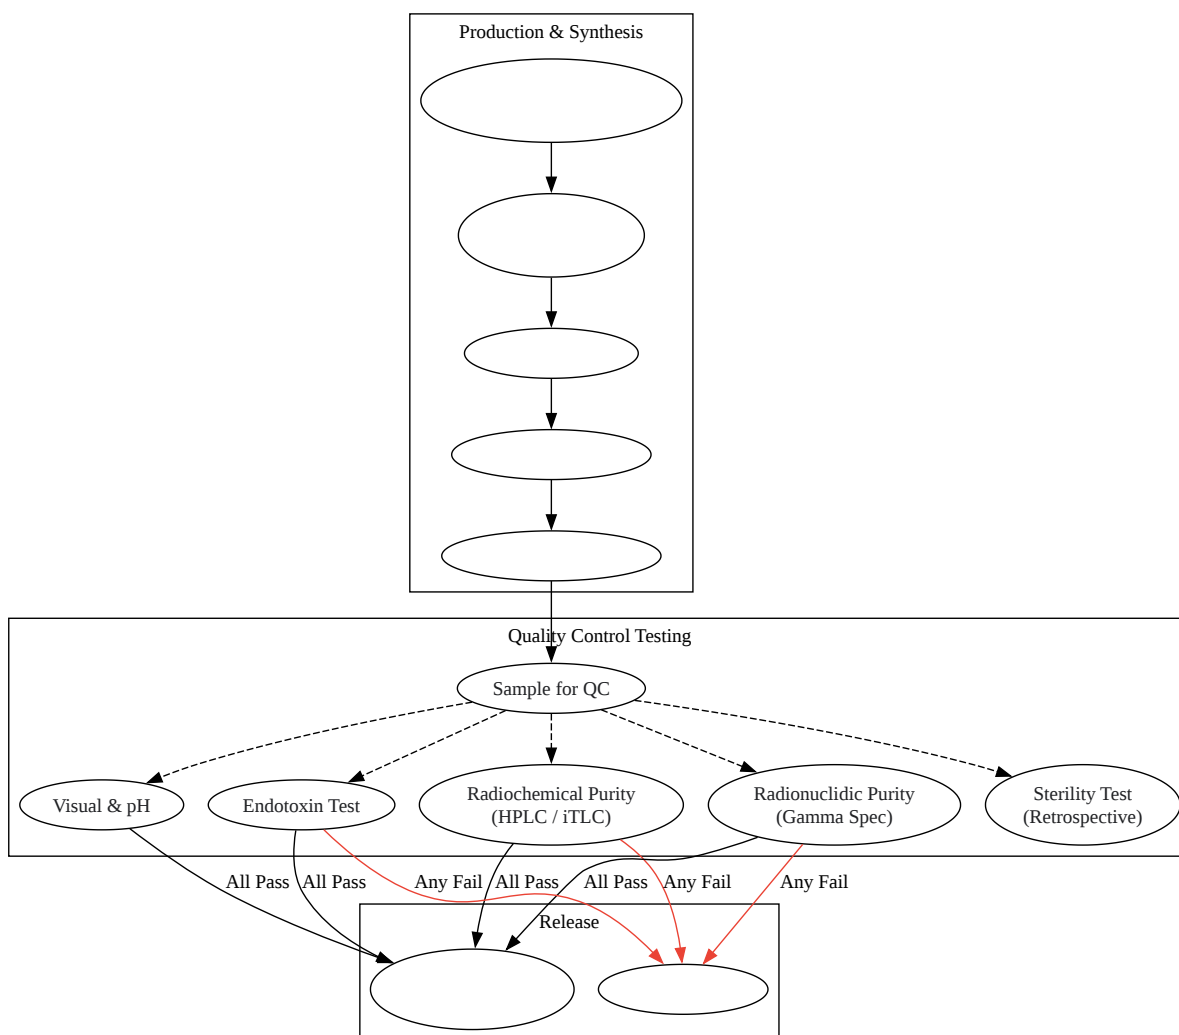 Production & Synthesis
Quality Control Testing
Sample for QC
Visual & pH
Endotoxin Test
Radiochemical Purity
(HPLC / iTLC)
Radionuclidic Purity
(Gamma Spec)
Sterility Test
(Retrospective)
All Pass
All Pass
Any Fail
All Pass
All Pass
Any Fail
Any Fail
Release